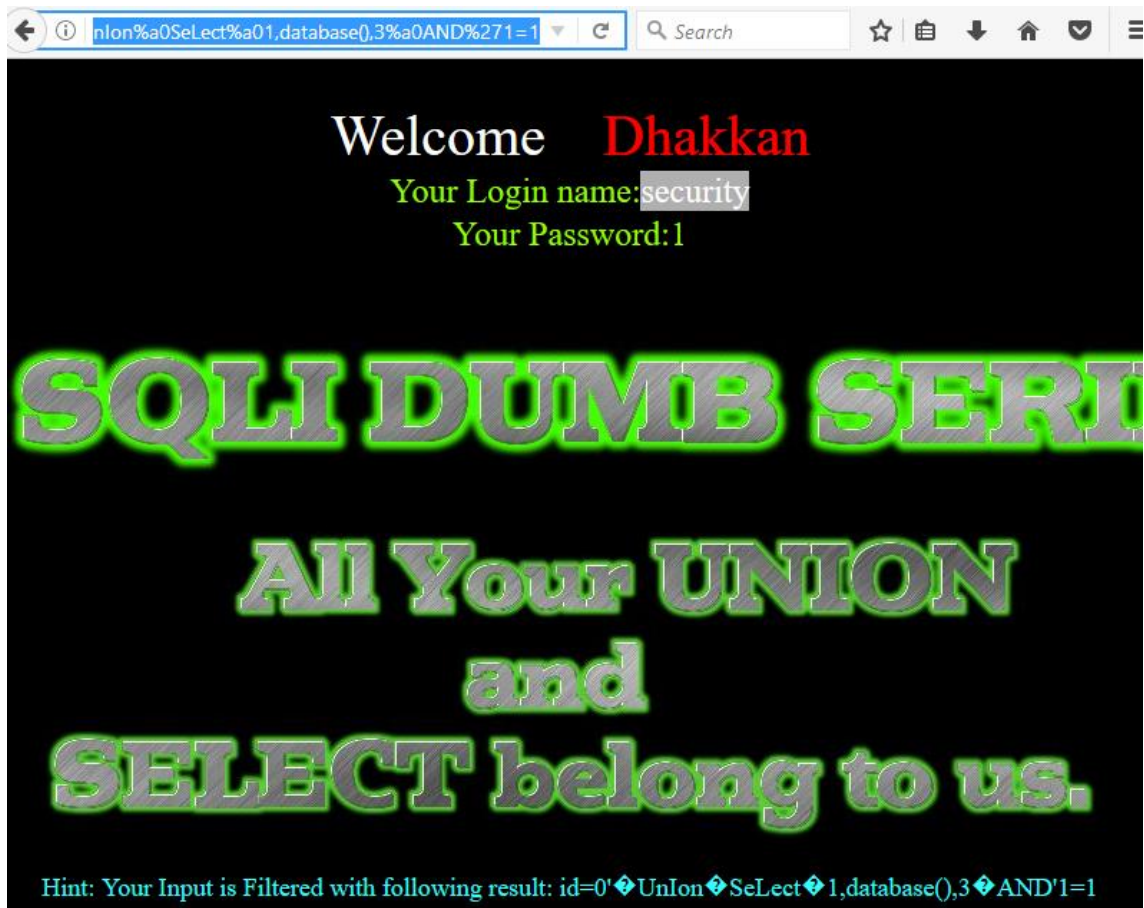 nIon%a0SeLect%a01,database(),3%a0AND%271=1
Search
Welcome Dhakkan
Your Login name:security
Your Password:1
SQLI DUMB SERI
All Your UNION
and
SELECT belong to us.
Hint: Your Input is Filtered with following result: id=0'�UnIon�SeLect�1,database(),3�AND'1=1